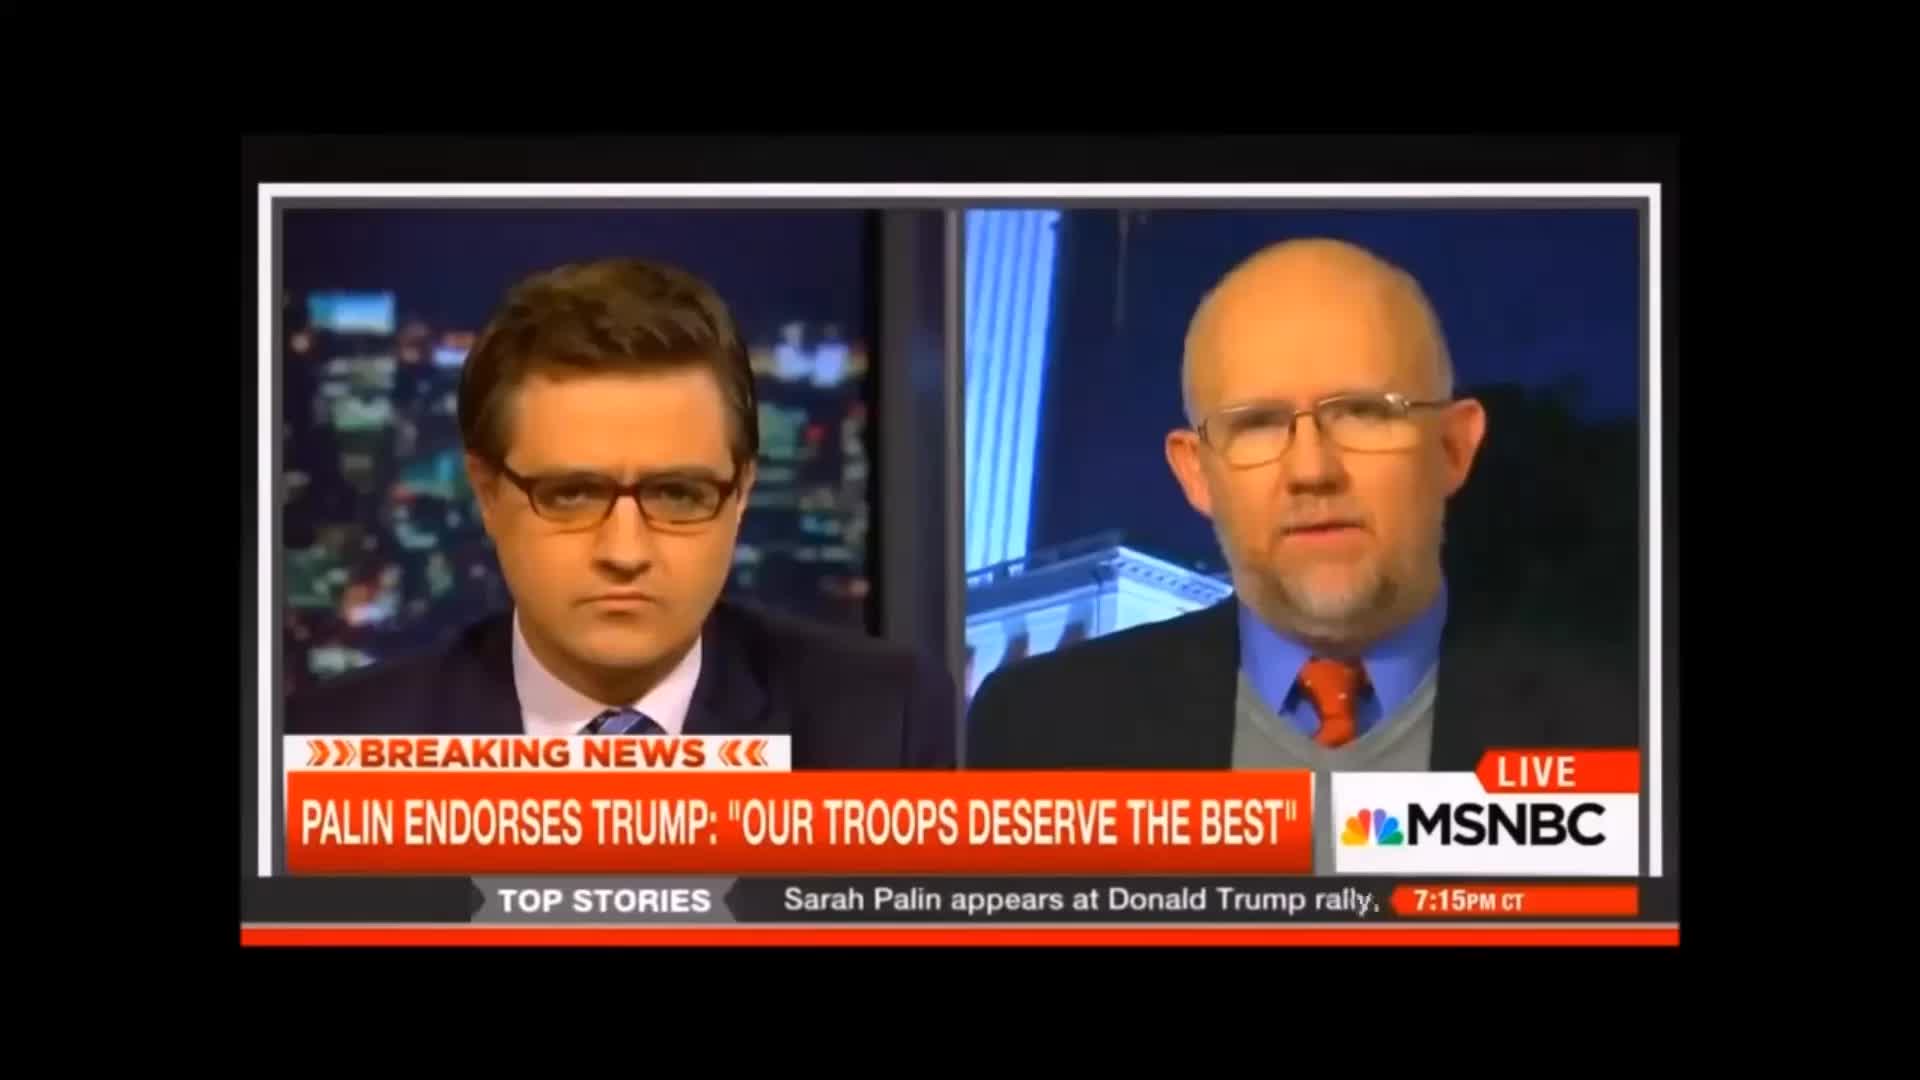 »»BREAKING NEWS««
PALIN ENDORSES TRUMP: "OUR TROOPS DESERVE THE BEST"
LIVE
MSNBC
TOP STORIES
Sarah Palin appears at Donald Trump rally.
7:15PM CT